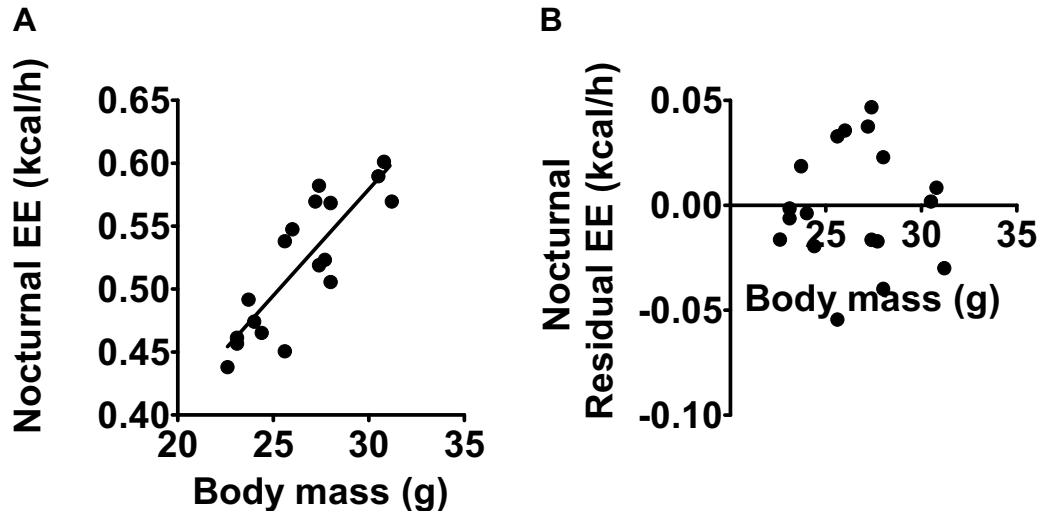 A
Nocturnal EE (kcal/h)
0.65
0.60
0.55
0.50
0.45
0.40
20 25 30 35
Body mass (g)
B
Nocturnal
Residual EE (kcal/h)
0.05
0.00
25 30 35
Body mass (g)
-0.05
-0.10